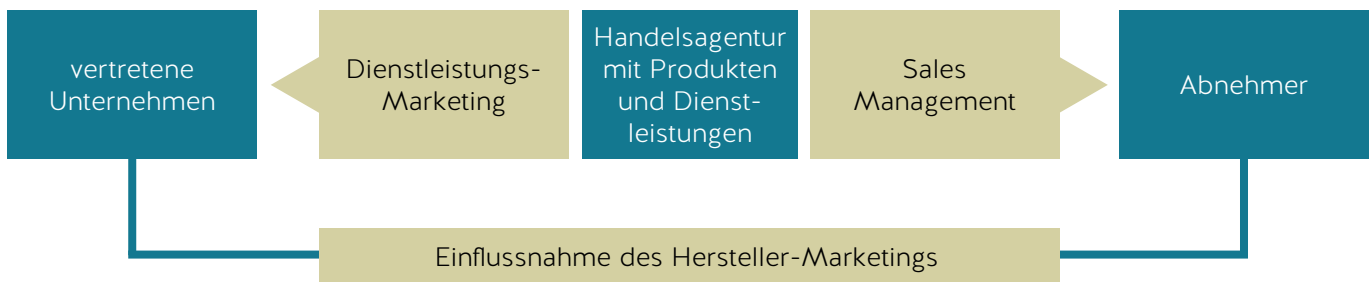 vertretene
Unternehmen
Dienstleistungs-
Marketing
Handelsagentur
mit Produkten
und Dienst-
leistungen
Sales
Management
Abnehmer
Einflussnahme des Hersteller-Marketings